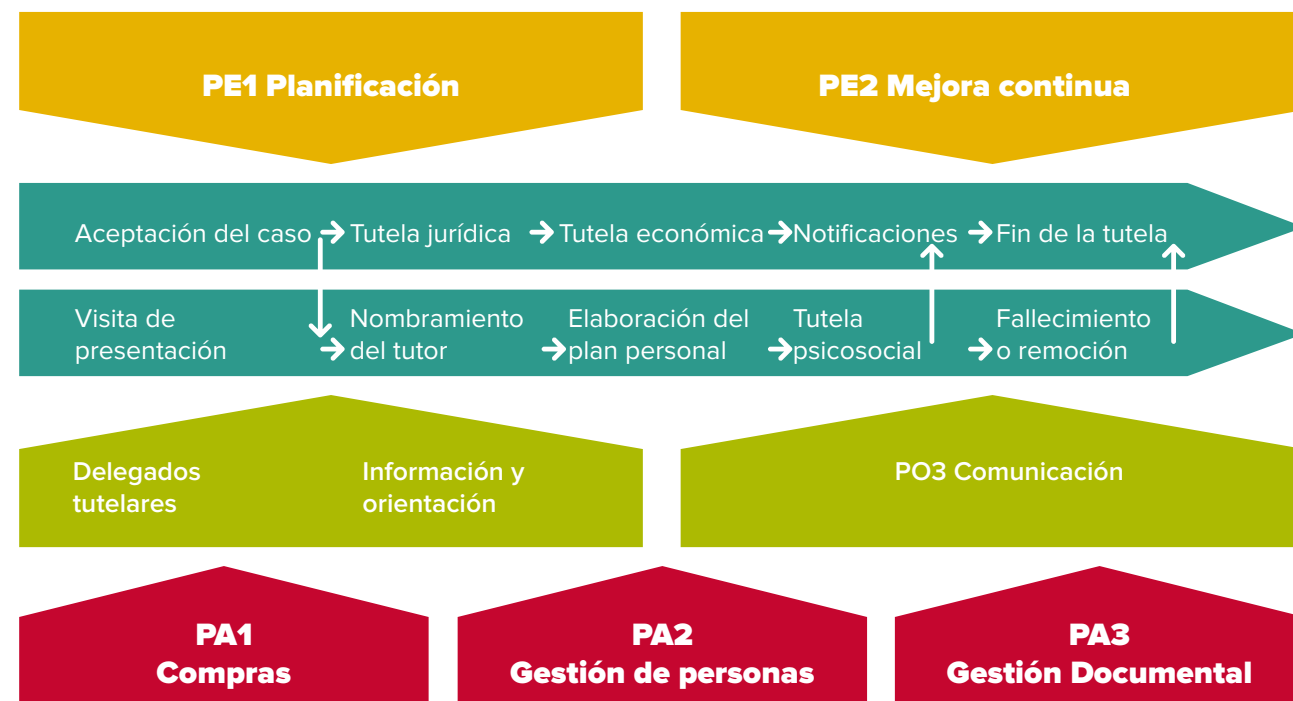 PE1 Planificación
PE2 Mejora continua
Aceptación del caso
Tutela jurídica
Tutela económica
Notificaciones
Fin de la tutela
Visita de
presentación
Nombramiento
del tutor
Elaboración del
plan personal
Tutela
psicosocial
Fallecimiento
o remoción
Delegados
tutelares
Información y
orientación
PO3 Comunicación
PA1
Compras
PA2
Gestión de personas
PA3
Gestión Documental